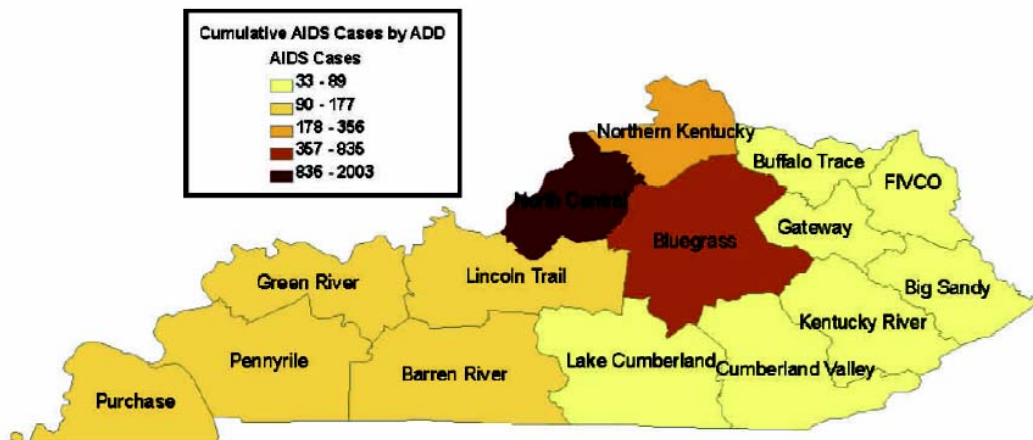 Cumulative AIDS Cases by ADD
AIDS Cases
33 - 89
90 - 177
178 - 356
357 - 835
836 - 2003
Northern Kentucky
Buffalo Trace
FIVCO
North Central
Gateway
Bluegrass
Green River
Lincoln Trail
Big Sandy
Kentucky River
Pennyrile
Barren River
Lake Cumberland
Cumberland Valley
Purchase